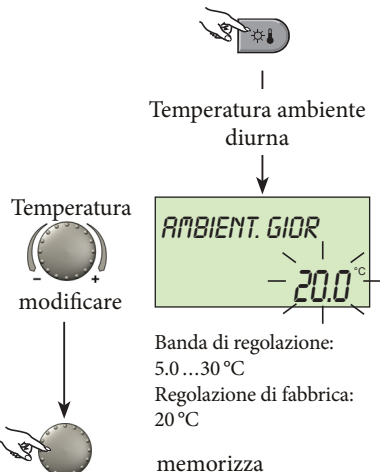 Temperatura ambiente
diurna
Temperatura
- +
modificare
AMBIENT. GIOR
20.0 °C
Banda di regolazione:
5.0…30 °C
Regolazione di fabbrica:
20 °C
memorizza